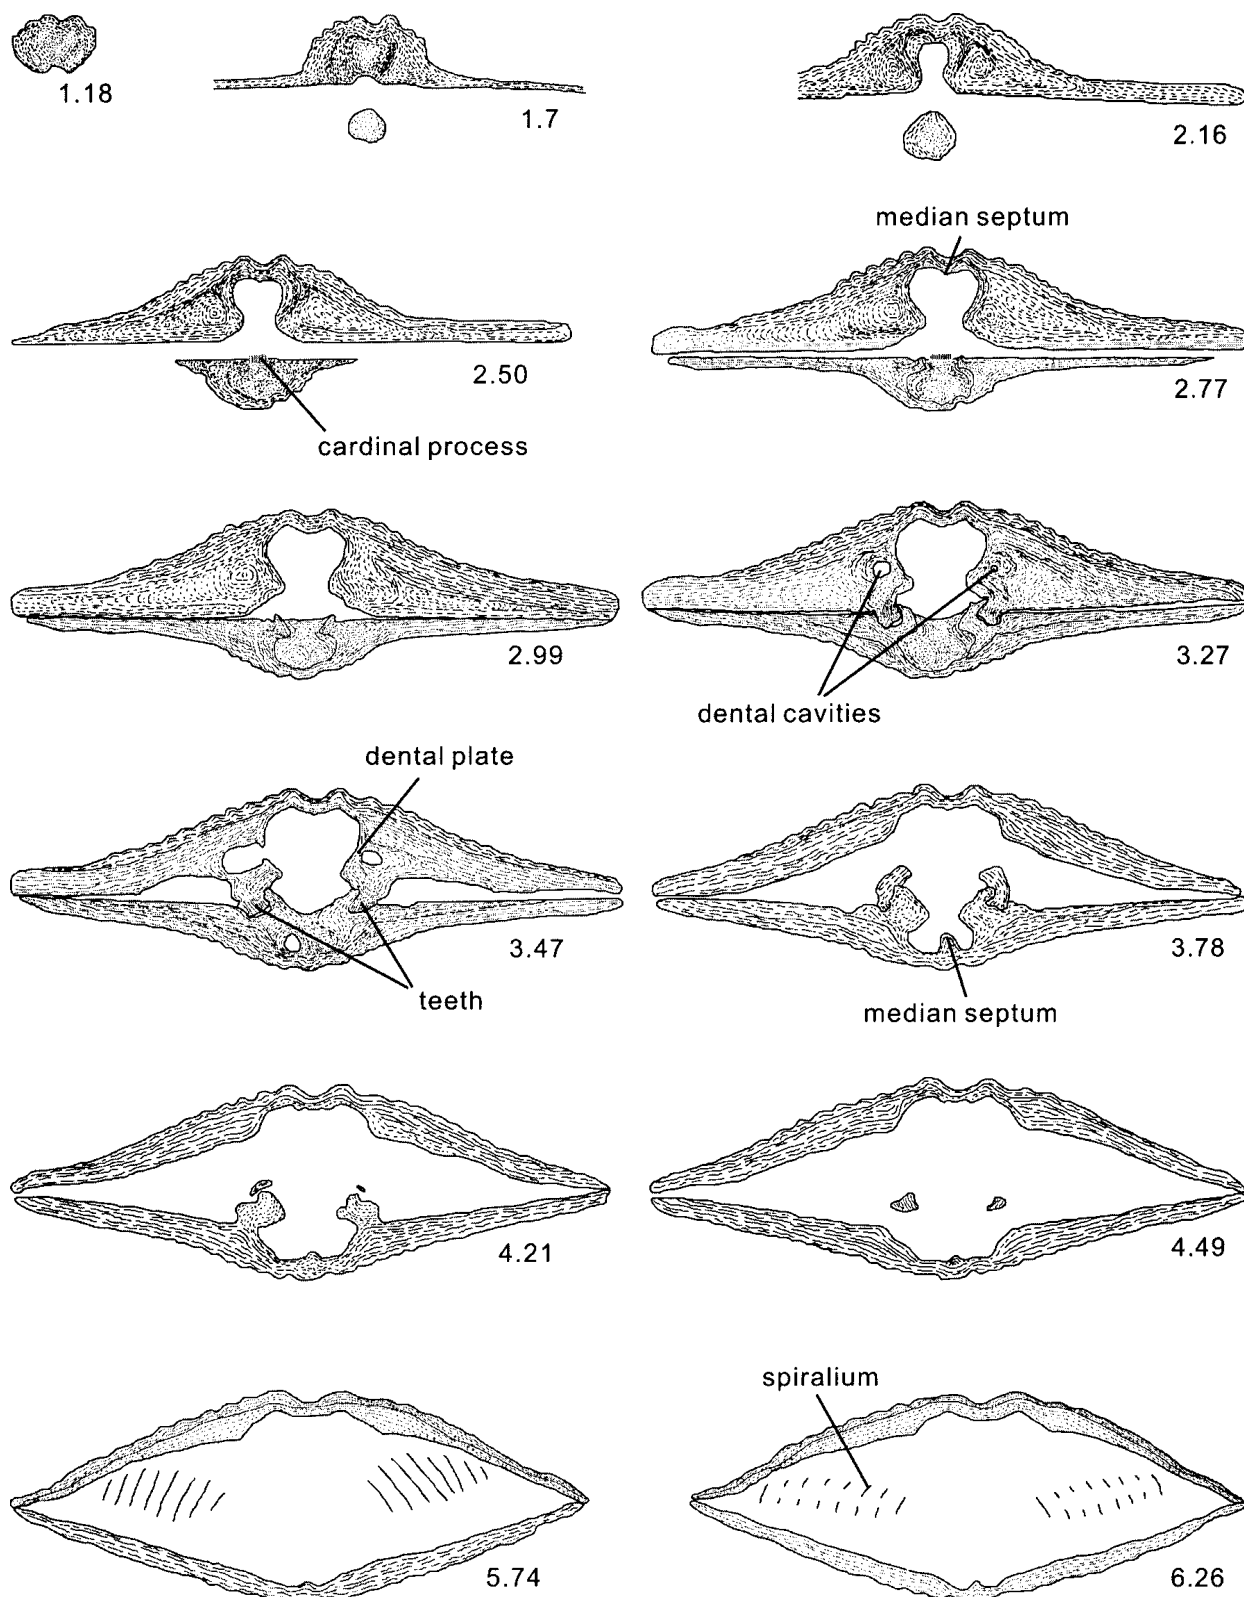 1.18
1.7
2.16
median septum
2.50
2.77
cardinal process
2.99
3.27
dental cavities
dental plate
3.47
3.78
teeth
median septum
4.21
4.49
spiralium
5.74
6.26